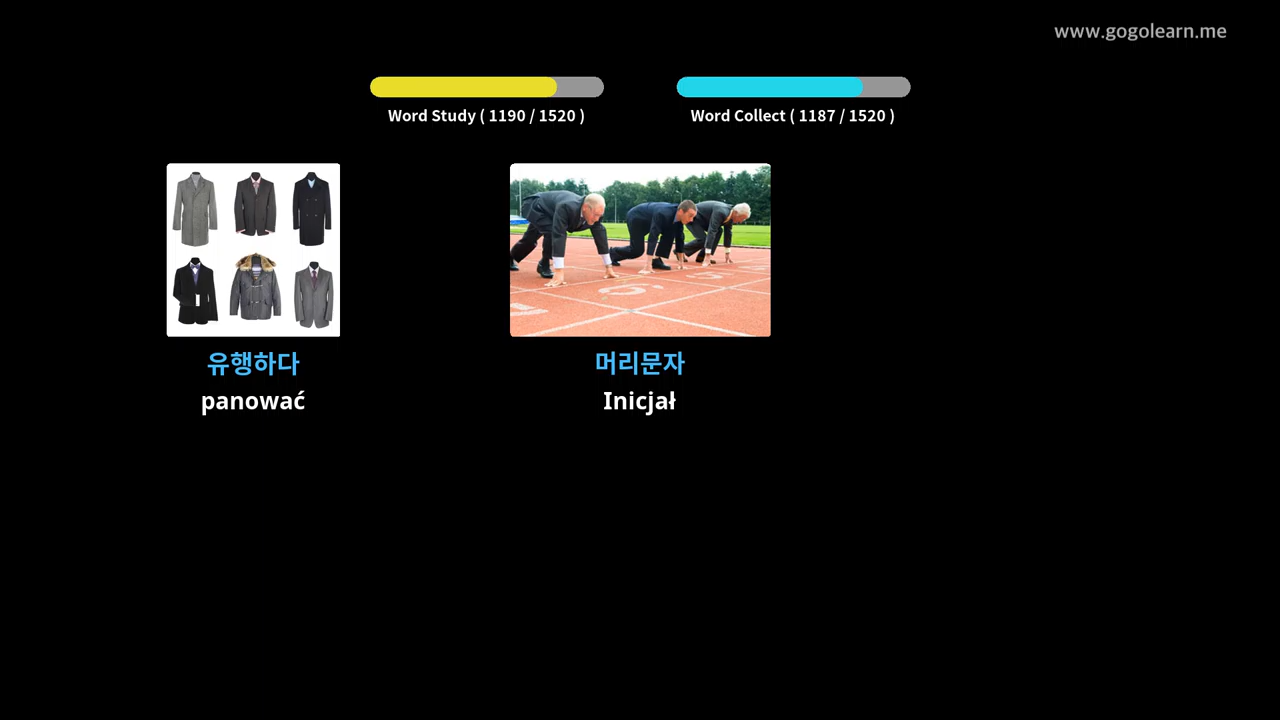 www.gogolearn.me
Word Study ( 1190 / 1520 )
Word Collect ( 1187 / 1520 )
유행하다
panować
머리문자
Inicjał